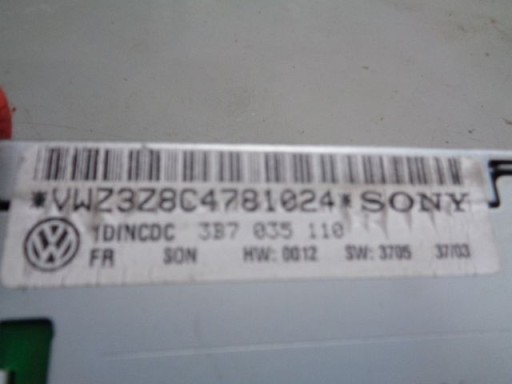 *VWZ3Z8C4781024* SONY
1DINCDC 3B7 035 110
FR SON HW: 0012 SW: 3705 37/03